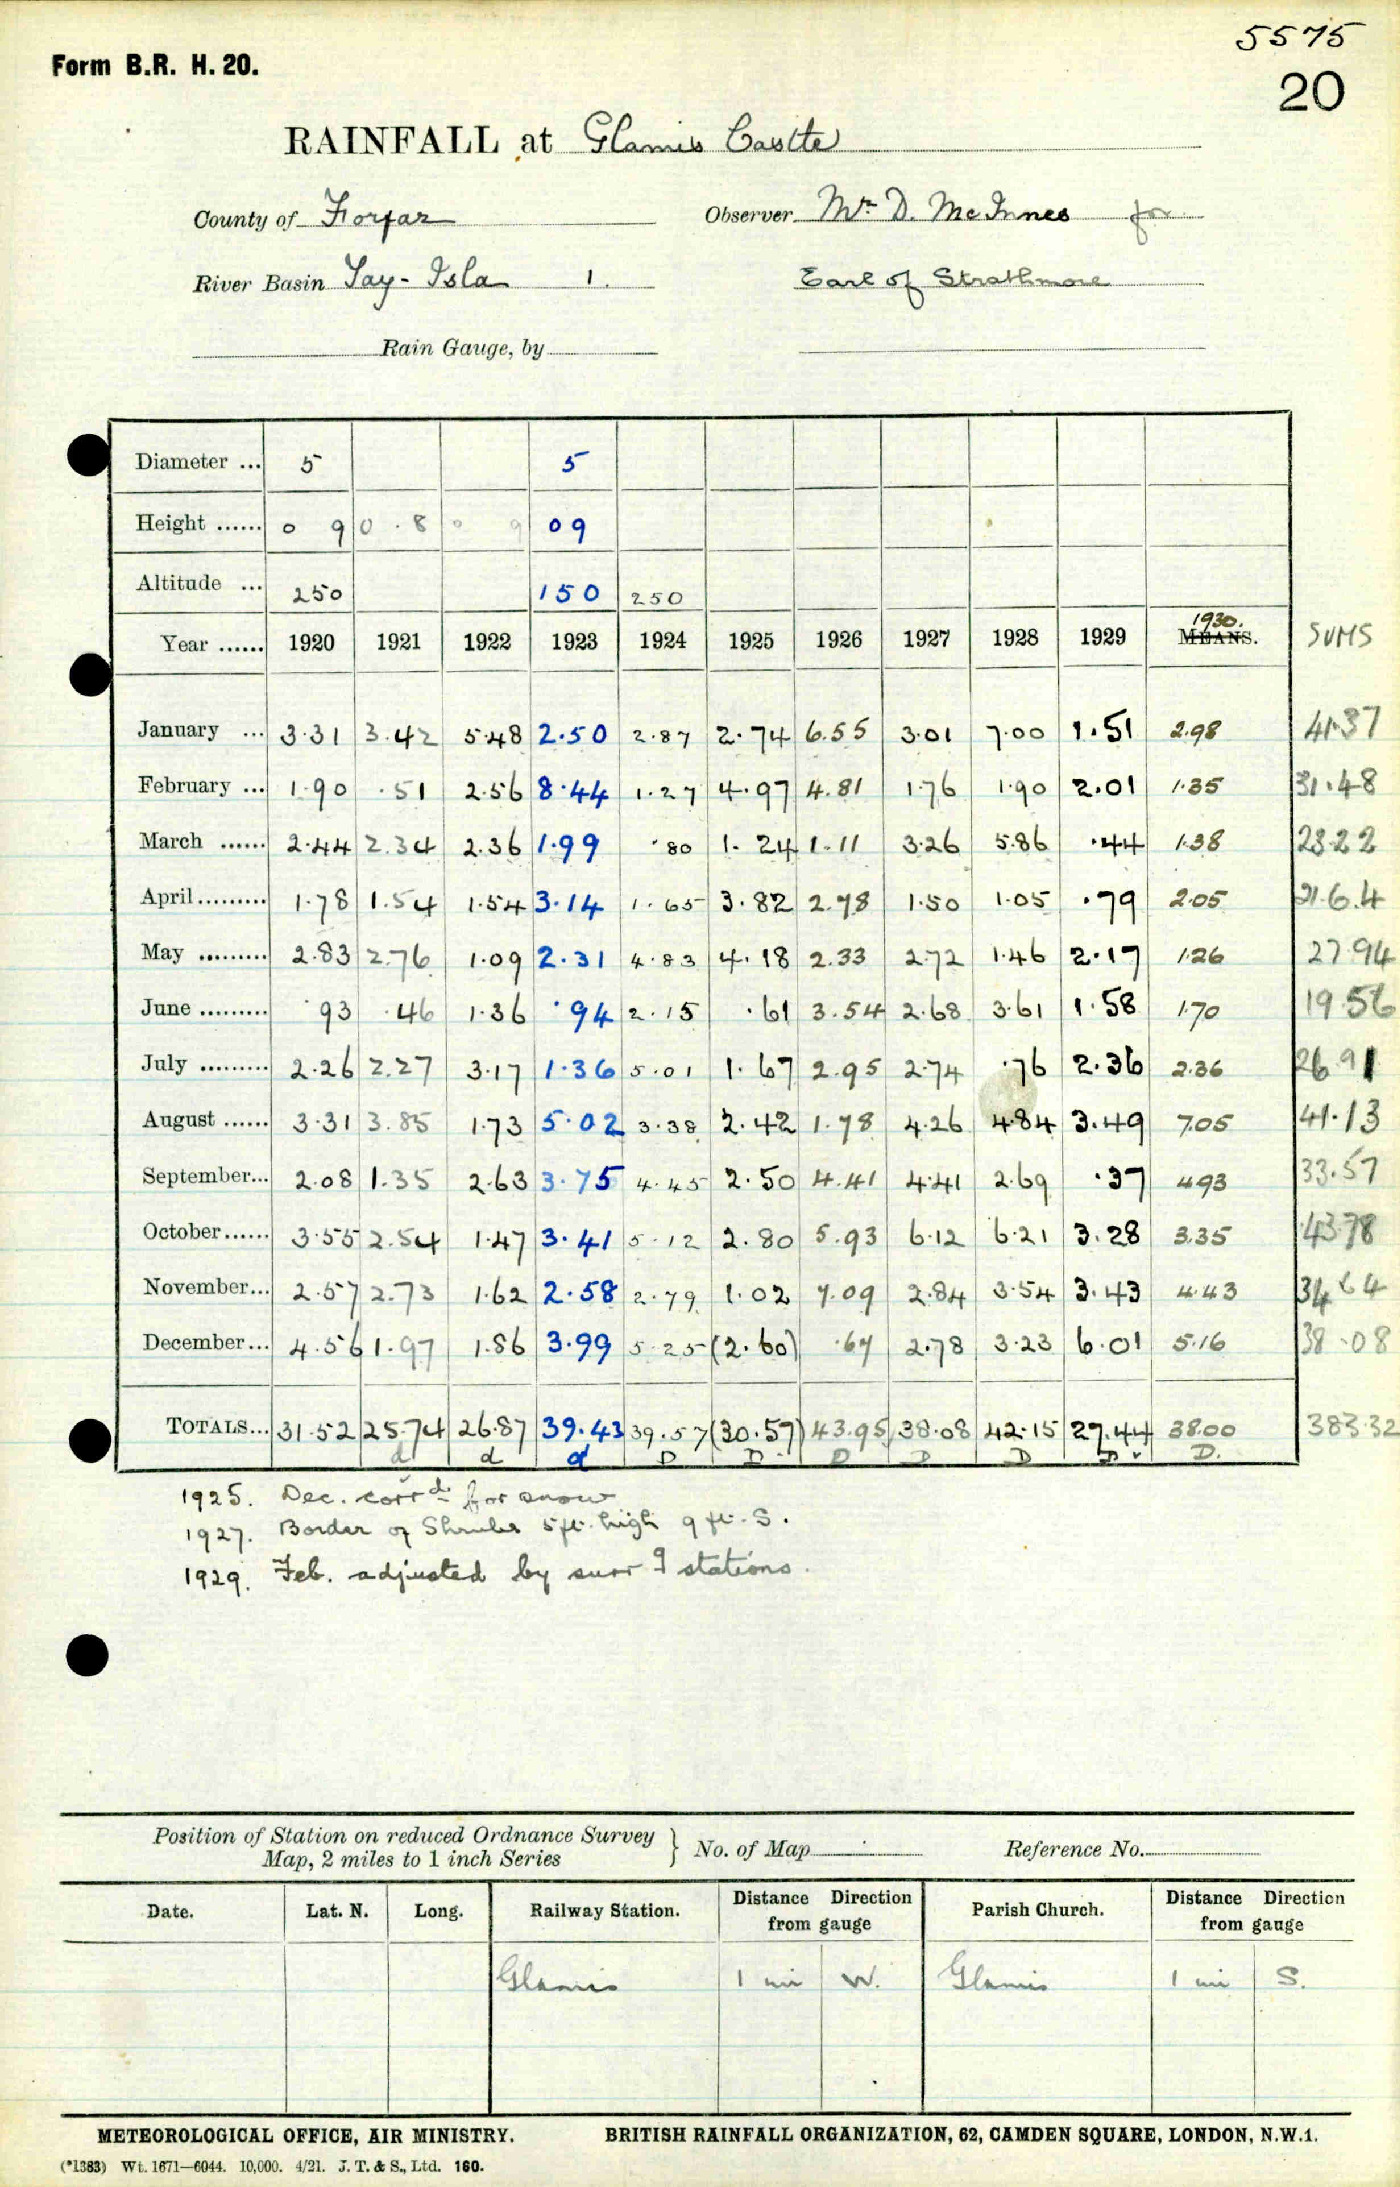 5575
Form B.R. H. 20.
20
RAINFALL at Glamis Castle
County of Forfar Observer Mr. D. McInnes for
River Basin Tay - Isla 1. Earl of Strathmore
Rain Gauge, by
Diameter ... 5 5
Height ...... 0 9 0.8 0 9 09
Altitude ... 250 150 250
Year ...... 1920 1921 1922 1923 1924 1925 1926 1927 1928 1929 MEANS. 1930. SUMS
January ... 3.31 3.42 5.48 2.50 2.87 2.74 6.55 3.01 7.00 1.51 2.98 41.37
February ... 1.90 .51 2.56 8.44 1.27 4.97 4.81 1.76 1.90 2.01 1.35 31.48
March ...... 2.44 2.34 2.36 1.99 .80 1.24 1.11 3.26 5.86 .44 1.38 23.22
April......... 1.78 1.54 1.54 3.14 1.65 3.82 2.78 1.50 1.05 .79 2.05 21.64
May ......... 2.83 2.76 1.09 2.31 4.83 4.18 2.33 2.72 1.46 2.17 1.26 27.94
June ......... .93 .46 1.36 .94 2.15 .61 3.54 2.68 3.61 1.58 1.70 19.56
July ......... 2.26 2.27 3.17 1.36 5.01 1.67 2.95 2.74 .76 2.36 2.36 26.91
August ...... 3.31 3.85 1.73 5.02 3.38 2.42 1.78 4.26 4.84 3.49 7.05 41.13
September... 2.08 1.35 2.63 3.75 4.45 2.50 4.41 4.41 2.69 .37 4.93 33.57
October...... 3.55 2.54 1.47 3.41 5.12 2.80 5.93 6.12 6.21 3.28 3.35 43.78
November... 2.57 2.73 1.62 2.58 2.79 1.02 7.09 2.84 3.54 3.43 4.43 34.64
December... 4.56 1.97 1.86 3.99 5.25 (2.60) .67 2.78 3.23 6.01 5.16 38.08
TOTALS... 31.52 25.74 26.87 39.43 39.57 (30.57) 43.95 38.08 42.15 27.44 38.00 383.32
d d d D D D D D D D.
1925. Dec. corrd. for snow
1927. Border of Shrubs 5ft. high 9 ft. S.
1929. Feb. adjusted by surrg stations.
Position of Station on reduced Ordnance Survey
Map, 2 miles to 1 inch Series } No. of Map Reference No.
Date. Lat. N. Long. Railway Station. Distance Direction from gauge Parish Church. Distance Direction from gauge
Glamis 1 mi W. Glamis 1 mi S.
METEOROLOGICAL OFFICE, AIR MINISTRY. BRITISH RAINFALL ORGANIZATION, 62, CAMDEN SQUARE, LONDON, N.W.1.
(*1383) Wt. 1671—6044. 10,000. 4/21. J. T. & S., Ltd. 160.